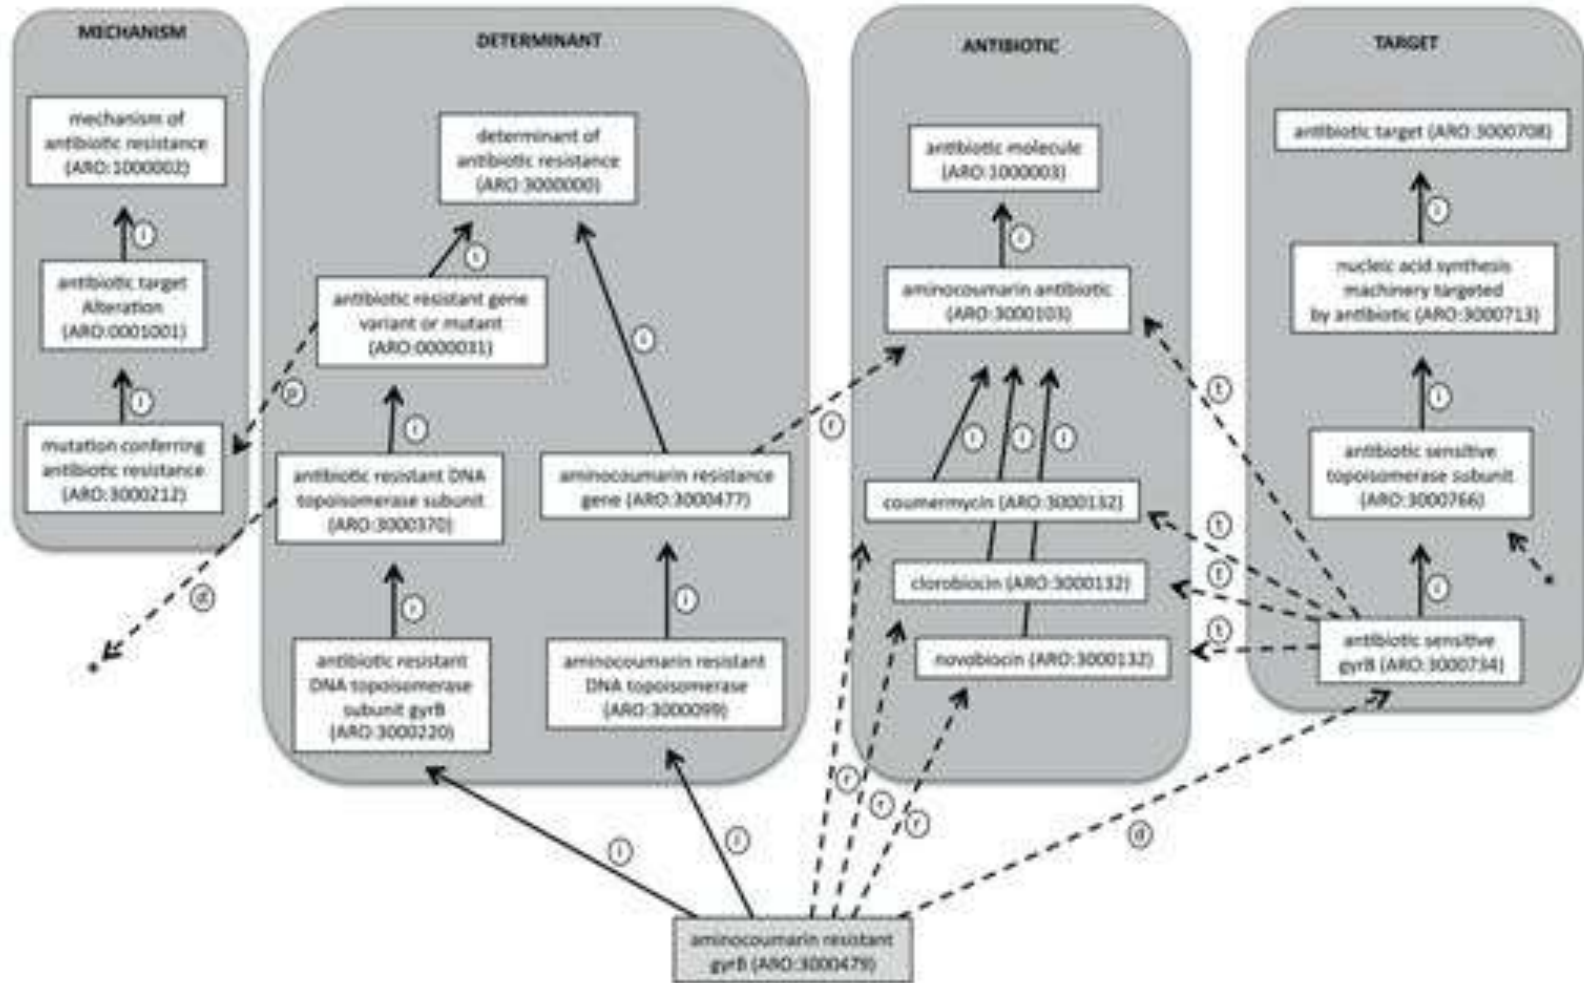 MECHANISM
mechanism of
antibiotic resistance
(ARO:1000002)
i
antibiotic target
Alteration
(ARO:0001001)
i
mutation conferring
antibiotic resistance
(ARO:3000212)
DETERMINANT
determinant of
antibiotic resistance
(ARO:3000000)
i
antibiotic resistant gene
variant or mutant
(ARO:0000031)
i
p
i
antibiotic resistant DNA
topoisomerase subunit
(ARO:3000370)
aminocoumarin resistance
gene (ARO:3000477)
r
d
*
i
i
antibiotic resistant
DNA topoisomerase
subunit gyrB
(ARO:3000220)
aminocoumarin resistant
DNA topoisomerase
(ARO:3000099)
ANTIBIOTIC
antibiotic molecule
(ARO:1000003)
i
aminocoumarin antibiotic
(ARO:3000103)
i
i
i
coumermycin (ARO:3000132)
clorobiocin (ARO:3000132)
novobiocin (ARO:3000132)
TARGET
antibiotic target (ARO:3000708)
i
nucleic acid synthesis
machinery targeted
by antibiotic (ARO:3000713)
i
t
antibiotic sensitive
topoisomerase subunit
(ARO:3000766)
t
t
t
i
*
antibiotic sensitive
gyrB (ARO:3000734)
i
i
r
r
r
d
aminocoumarin resistant
gyrB (ARO:3000479)